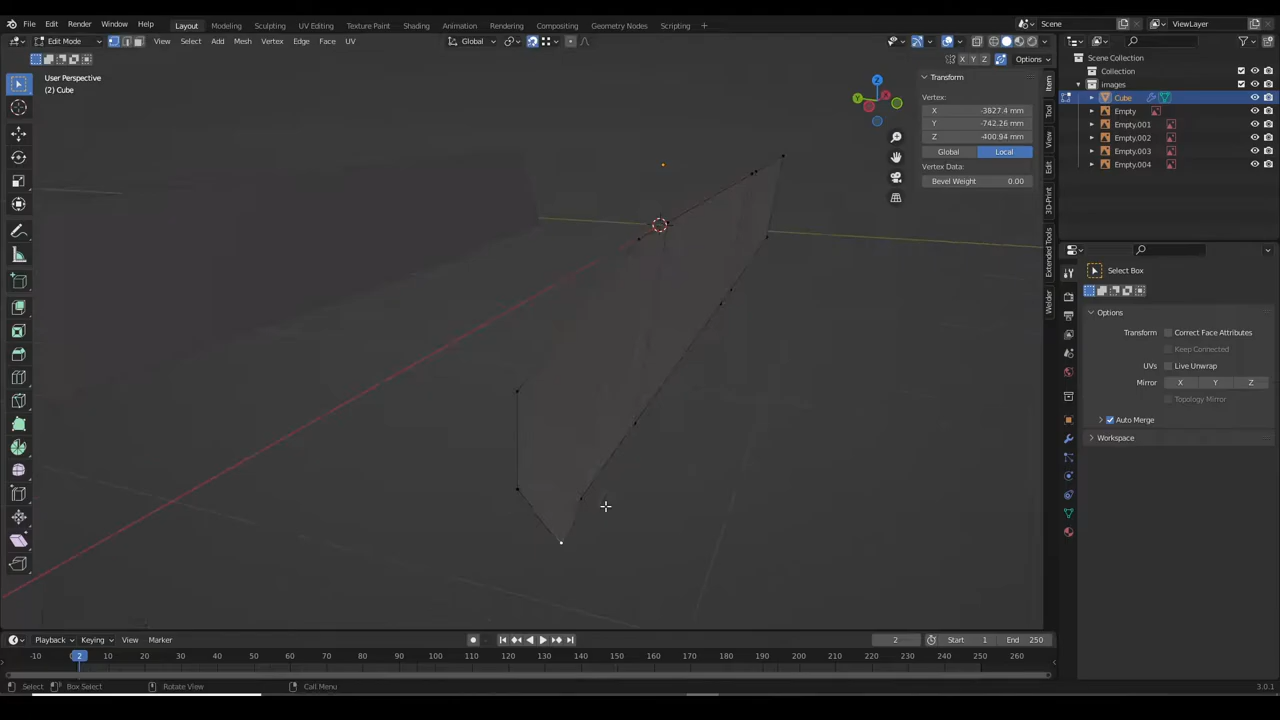 File Edit Render Window Help Layout Modeling Sculpting UV Editing Texture Paint Shading Animation Rendering Compositing Geometry Nodes Scripting + Scene ViewLayer
Edit Mode View Select Add Mesh Vertex Edge Face UV Global
X Y Z Options
User Perspective
(2) Cube
Transform
Vertex:
X -3827.4 mm
Y -742.26 mm
Z -400.94 mm
Global Local
Vertex Data:
Bevel Weight 0.00
Z
Y
X
Item
Tool
View
Edit
3D-Print
Extended Tools
Welder
Scene Collection
Collection
images
Cube
Empty
Empty.001
Empty.002
Empty.003
Empty.004
Select Box
Options
Transform Correct Face Attributes
Keep Connected
UVs Live Unwrap
Mirror X Y Z
Topology Mirror
Auto Merge
Workspace
Playback Keying View Marker 2 Start 1 End 250
-10 2 10 20 30 40 50 60 70 80 90 100 110 120 130 140 150 160 170 180 190 200 210 220 230 240 250 260
Select Box Select Rotate View Call Menu 3.0.1